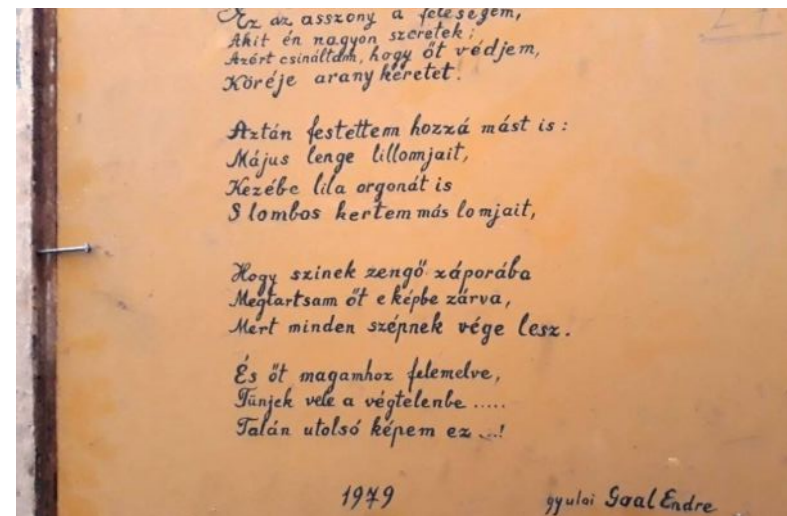 Ez az asszony a feleségem,
Akit én nagyon szeretek;
Azért csináltam, hogy őt védjem,
Köréje arany keretet.
Aztán festettem hozzá mást is:
Május lenge lillomjait,
Kezébe lila orgonát is
S lombos kertem más lomjait,
Hogy szinek zengő záporába
Megtartsam őt e képbe zárva,
Mert minden szépnek vége lesz.
És őt magamhoz felemelve,
Tünjek vele a végtelenbe .....
Talán utolsó képem ez ...!
1979
gyulai Gaal Endre